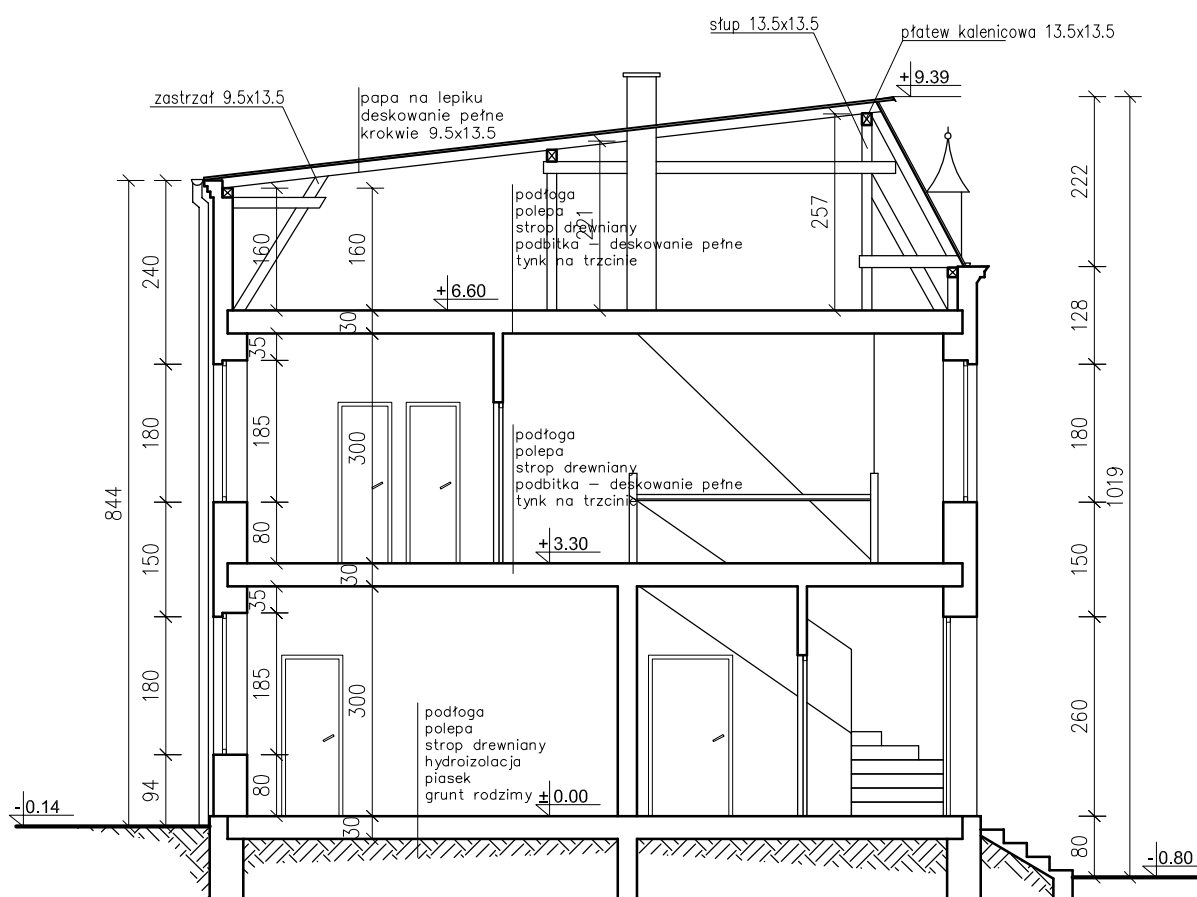 słup 13.5x13.5
płatew kalenicowa 13.5x13.5
+ 9.39
zastrzał 9.5x13.5
papa na lepiku
deskowanie pełne
krokwie 9.5x13.5
podłoga
polepa
strop drewniany
podbitka – deskowanie pełne
tynk na trzcinie
160
160
221
257
240
222
+ 6.60
30
128
35
180
185
300
80
podłoga
polepa
strop drewniany
podbitka – deskowanie pełne
tynk na trzcinie
180
1019
844
150
+ 3.30
30
150
35
180
185
300
80
94
260
podłoga
polepa
strop drewniany
hydroizolacja
piasek
grunt rodzimy
± 0.00
- 0.14
30
80
- 0.80